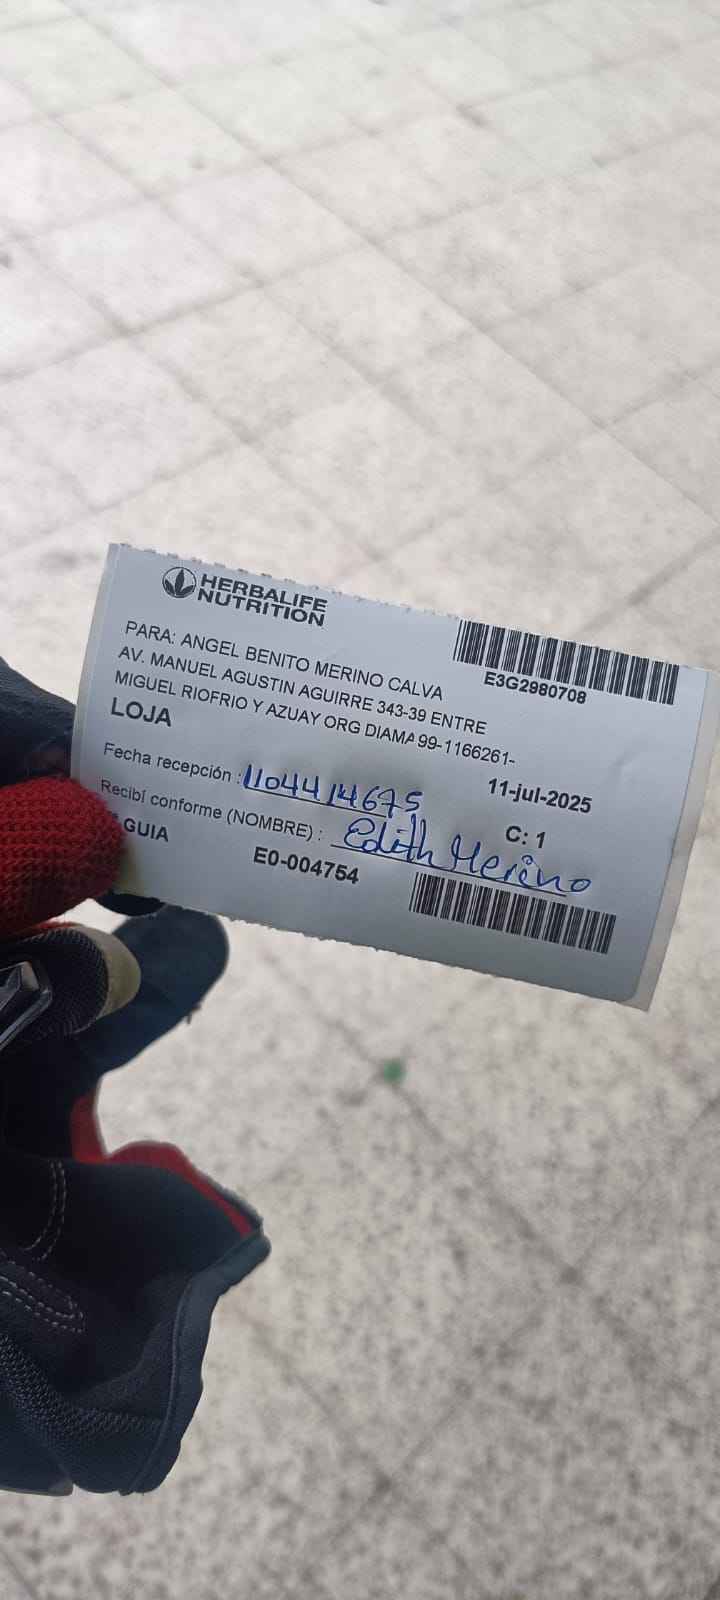 HERBALIFE
NUTRITION
E3G2980708
PARA: ANGEL BENITO MERINO CALVA
AV. MANUEL AGUSTIN AGUIRRE 343-39 ENTRE
MIGUEL RIOFRIO Y AZUAY ORG DIAMA 99-1166261-
LOJA
11-jul-2025
Fecha recepción : 1104414675
C: 1
Recibí conforme (NOMBRE) : Edith Merino
GUIA
E0-004754